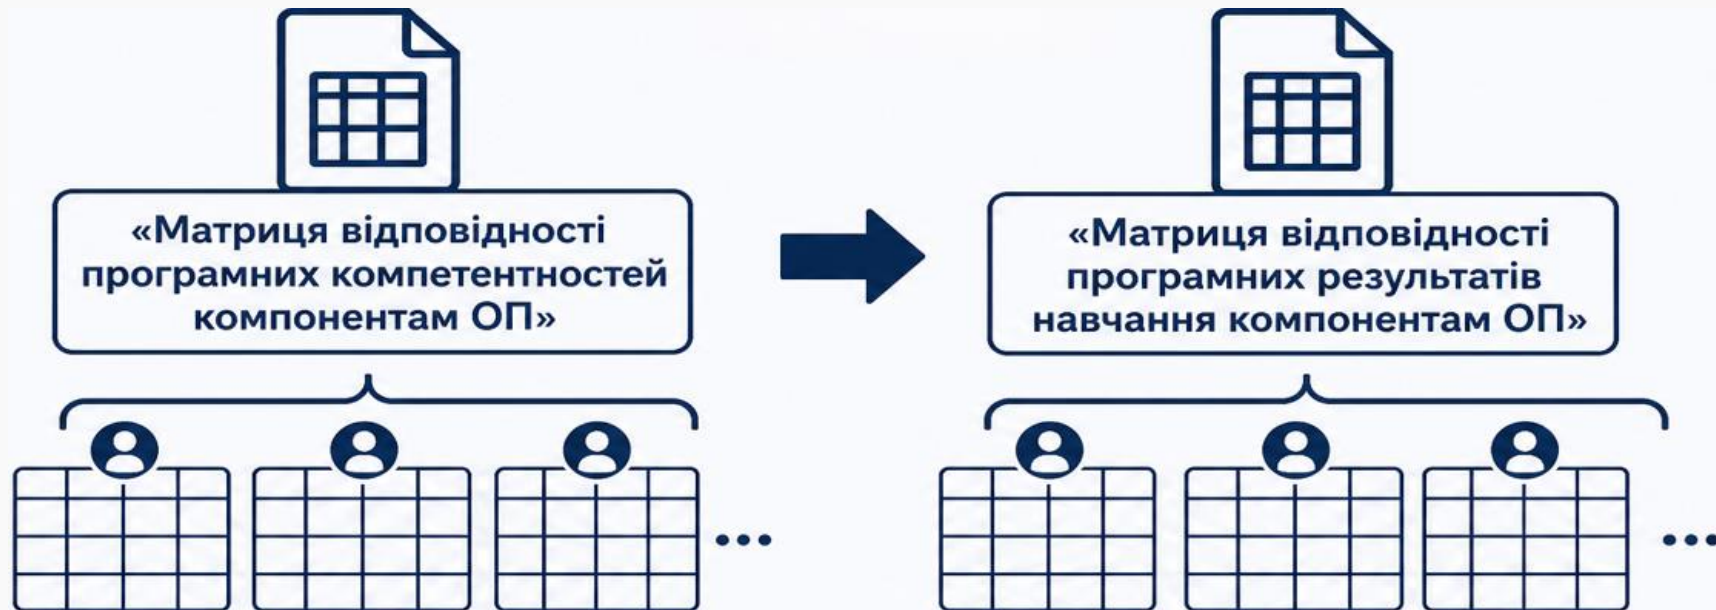 «Матриця відповідності
програмних компетентностей
компонентам ОП»
«Матриця відповідності
програмних результатів
навчання компонентам ОП»